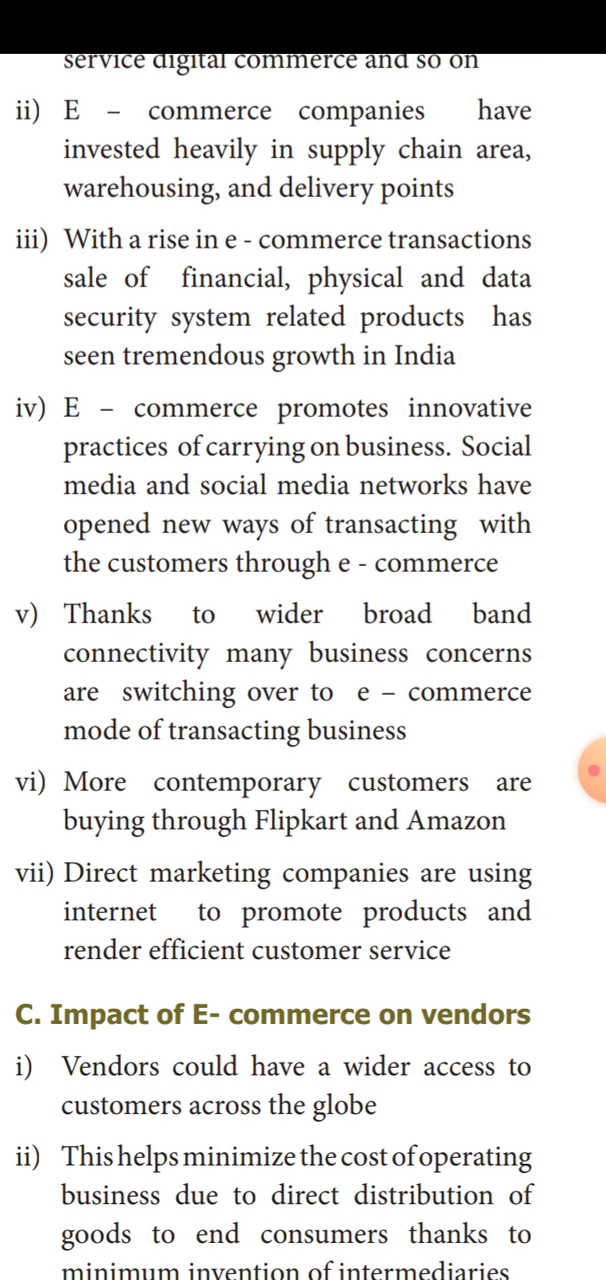 service digital commerce and so on
ii) E – commerce companies have
invested heavily in supply chain area,
warehousing, and delivery points
iii) With a rise in e - commerce transactions
sale of financial, physical and data
security system related products has
seen tremendous growth in India
iv) E – commerce promotes innovative
practices of carrying on business. Social
media and social media networks have
opened new ways of transacting with
the customers through e - commerce
v) Thanks to wider broad band
connectivity many business concerns
are switching over to e – commerce
mode of transacting business
vi) More contemporary customers are
buying through Flipkart and Amazon
vii) Direct marketing companies are using
internet to promote products and
render efficient customer service
C. Impact of E- commerce on vendors
i) Vendors could have a wider access to
customers across the globe
ii) This helps minimize the cost of operating
business due to direct distribution of
goods to end consumers thanks to
minimum invention of intermediaries